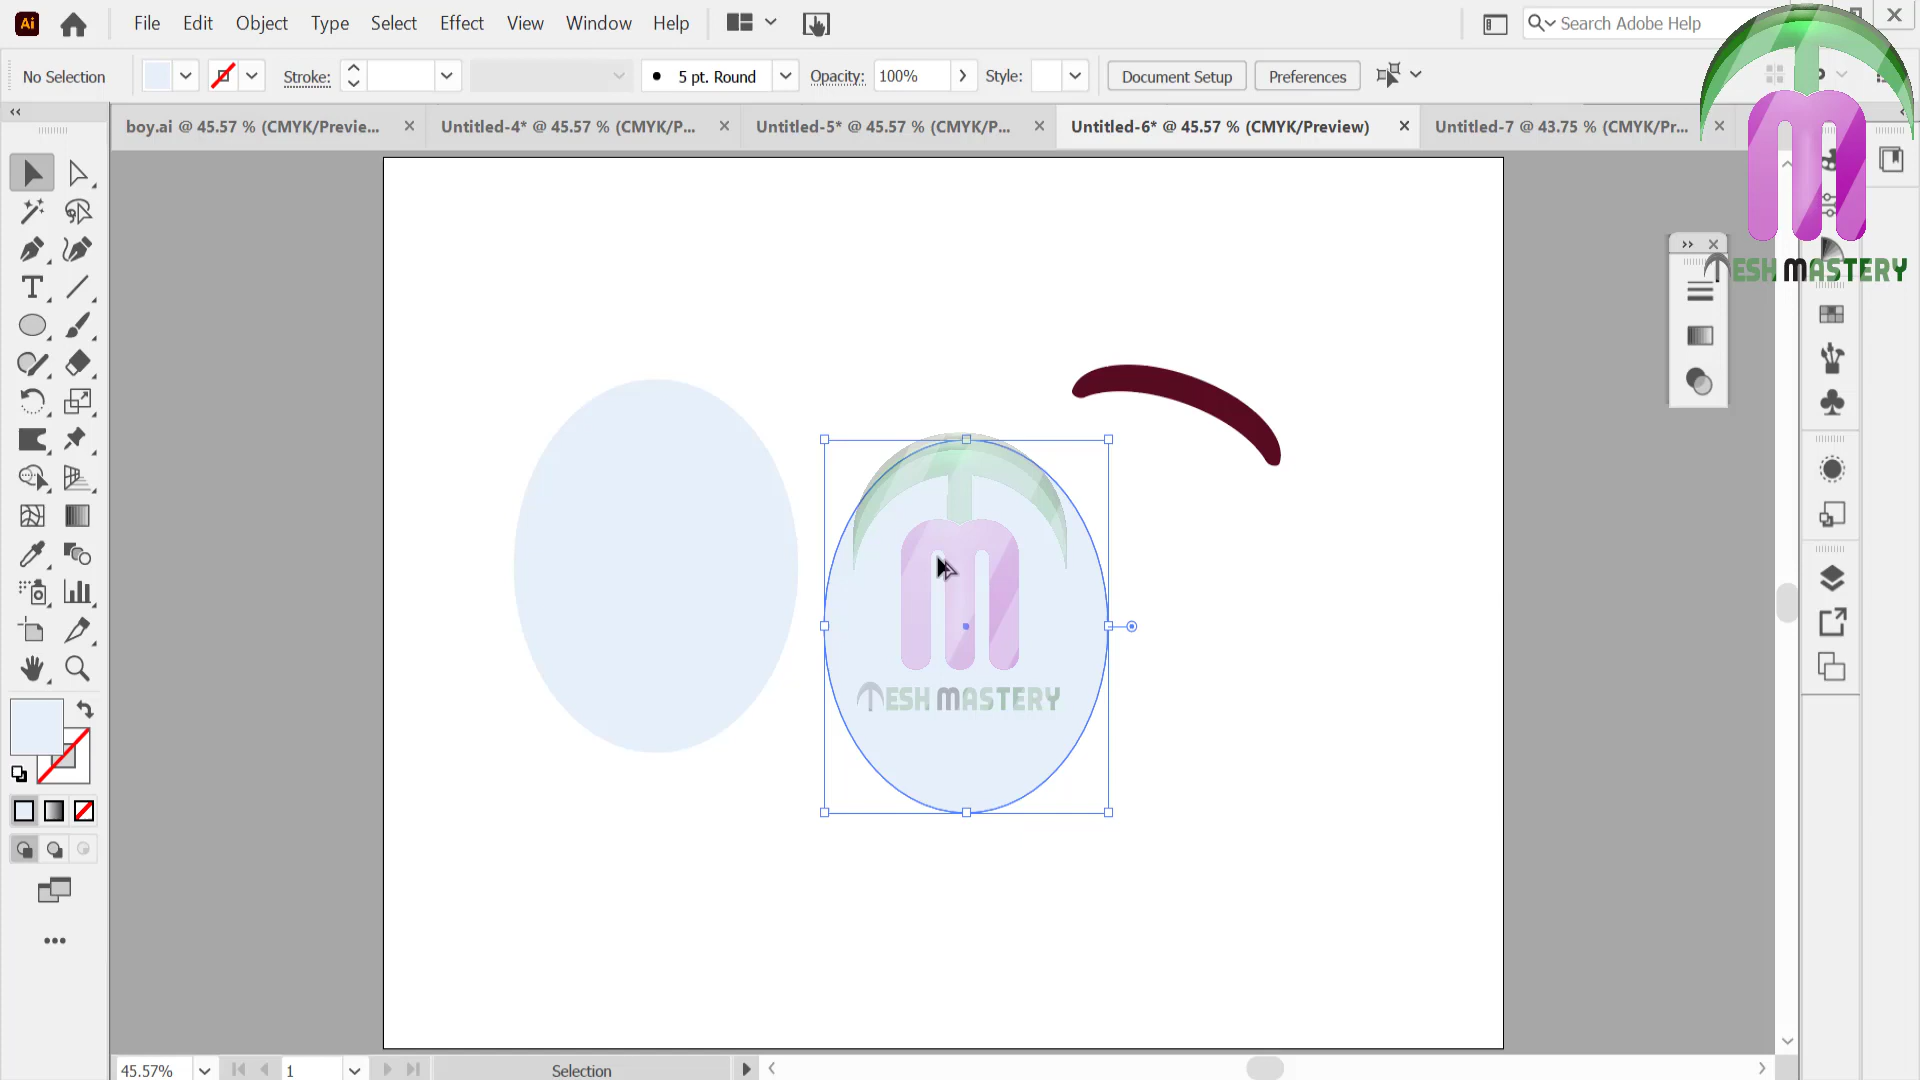 Ai File Edit Object Type Select Effect View Window Help Search Adobe Help
No Selection Stroke: 5 pt. Round Opacity: 100% Style: Document Setup Preferences
boy.ai @ 45.57 % (CMYK/Previe... Untitled-4* @ 45.57 % (CMYK/P... Untitled-5* @ 45.57 % (CMYK/P... Untitled-6* @ 45.57 % (CMYK/Preview) Untitled-7 @ 43.75 % (CMYK/Pr...
TESH MASTERY
TESH MASTERY
45.57% 1 Selection